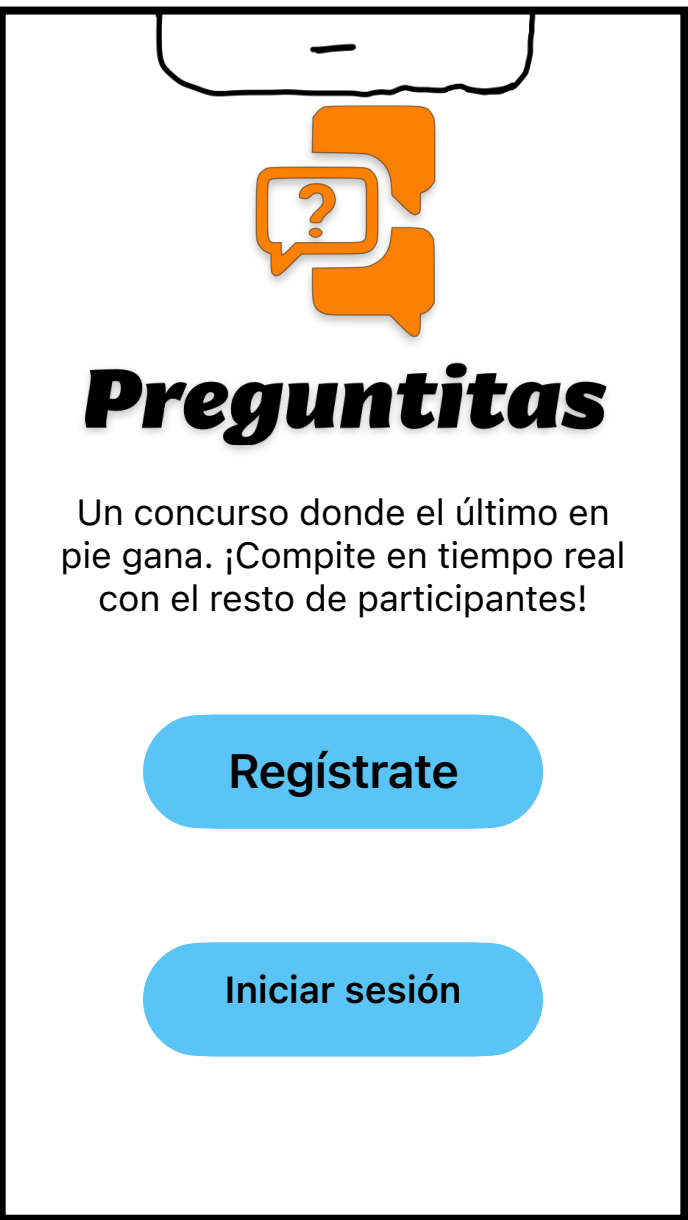 ?
Preguntitas
Un concurso donde el último en
pie gana. ¡Compite en tiempo real
con el resto de participantes!
Regístrate
Iniciar sesión